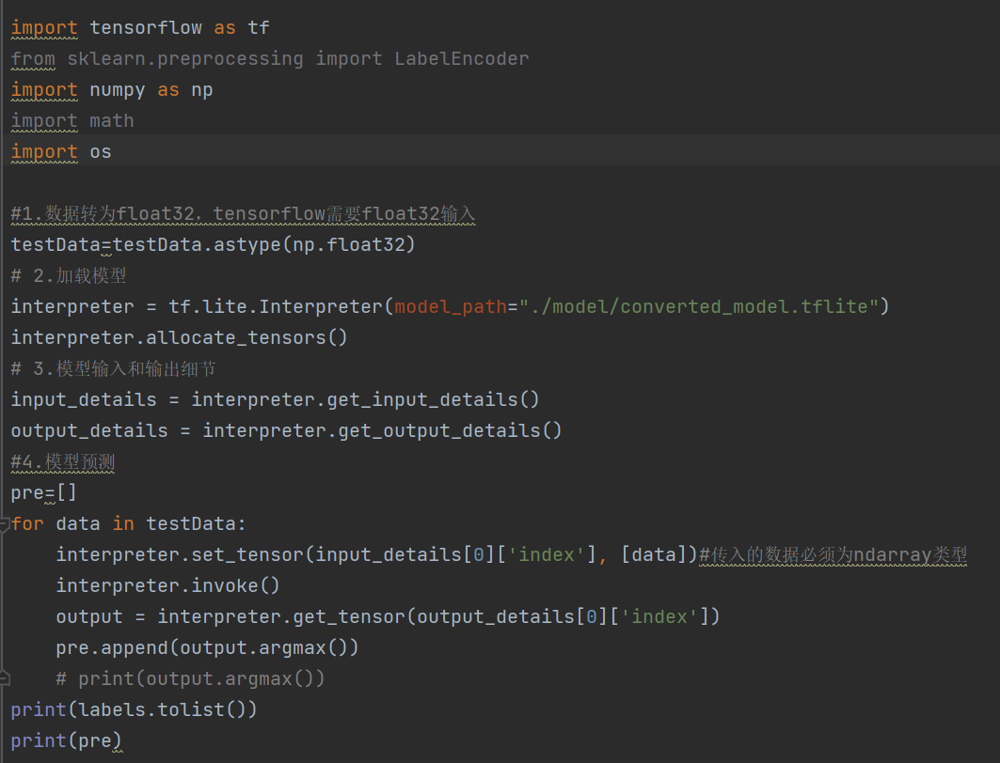 import tensorflow as tf
from sklearn.preprocessing import LabelEncoder
import numpy as np
import math
import os
#1.数据转为float32．tensorflow需要float32输入
testData=testData.astype(np.float32)
# 2.加载模型
interpreter = tf.lite.Interpreter(model_path="./model/converted_model.tflite")
interpreter.allocate_tensors()
# 3.模型输入和输出细节
input_details = interpreter.get_input_details()
output_details = interpreter.get_output_details()
#4.模型预测
pre=[]
for data in testData:
    interpreter.set_tensor(input_details[0]['index'], [data])#传入的数据必须为ndarray类型
    interpreter.invoke()
    output = interpreter.get_tensor(output_details[0]['index'])
    pre.append(output.argmax())
    # print(output.argmax())
print(labels.tolist())
print(pre)